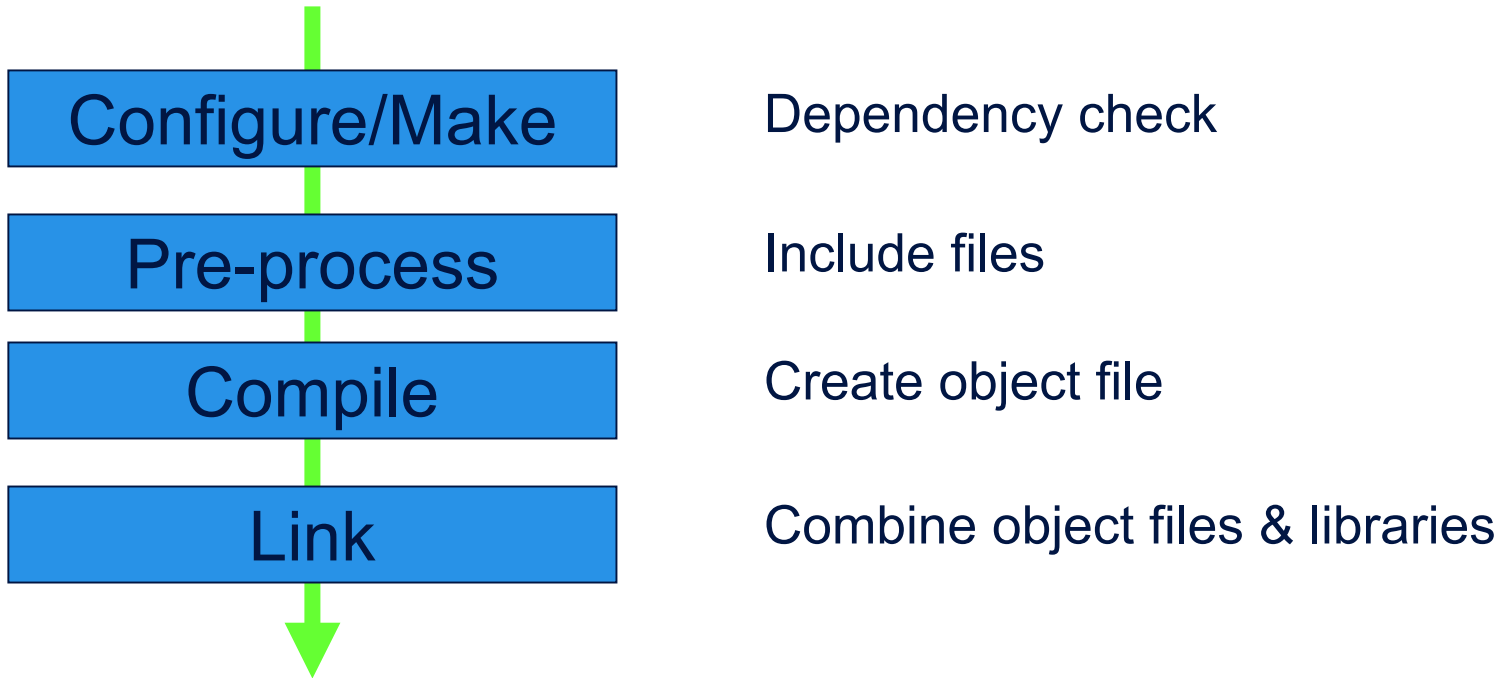 Configure/Make
Dependency check
Pre-process
Include files
Compile
Create object file
Link
Combine object files & libraries